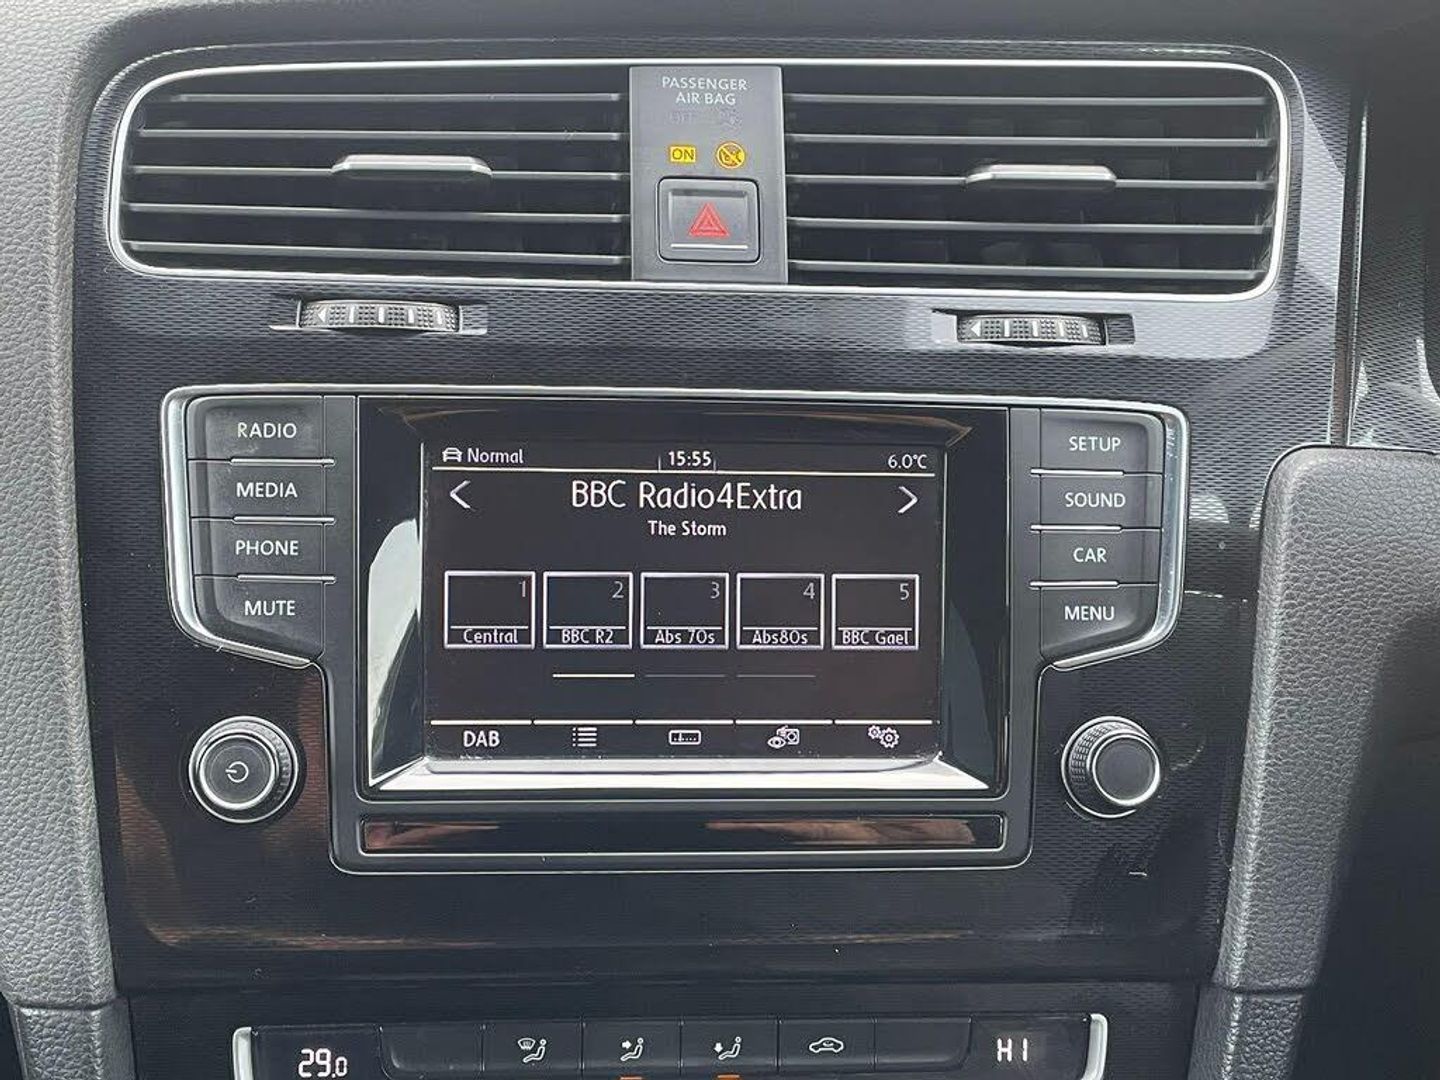 PASSENGER
AIR BAG
ON
RADIO
MEDIA
PHONE
MUTE
Normal
15:55
6.0°C
BBC Radio4Extra
The Storm
1
2
3
4
5
Central
BBC R2
Abs 70s
Abs80s
BBC Gael
DAB
SETUP
SOUND
CAR
MENU
29.0
HI